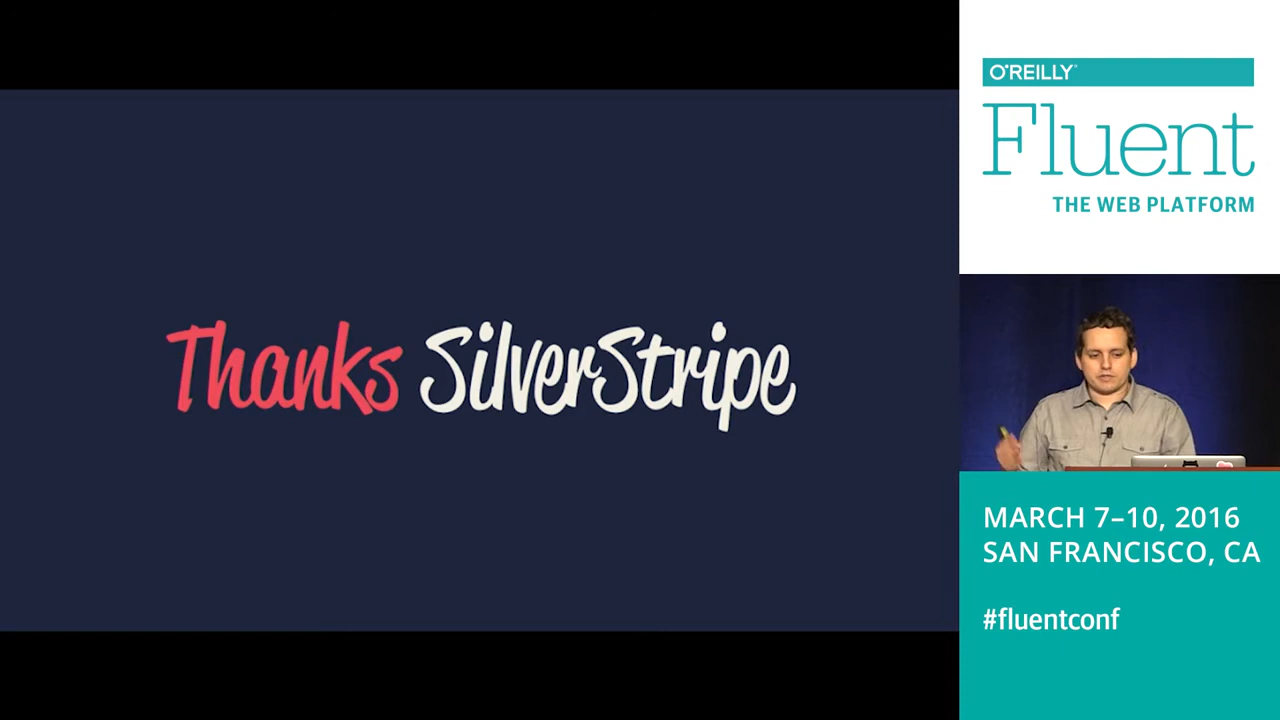 Thanks SilverStripe
O'REILLY®
Fluent
THE WEB PLATFORM
MARCH 7–10, 2016
SAN FRANCISCO, CA
#fluentconf